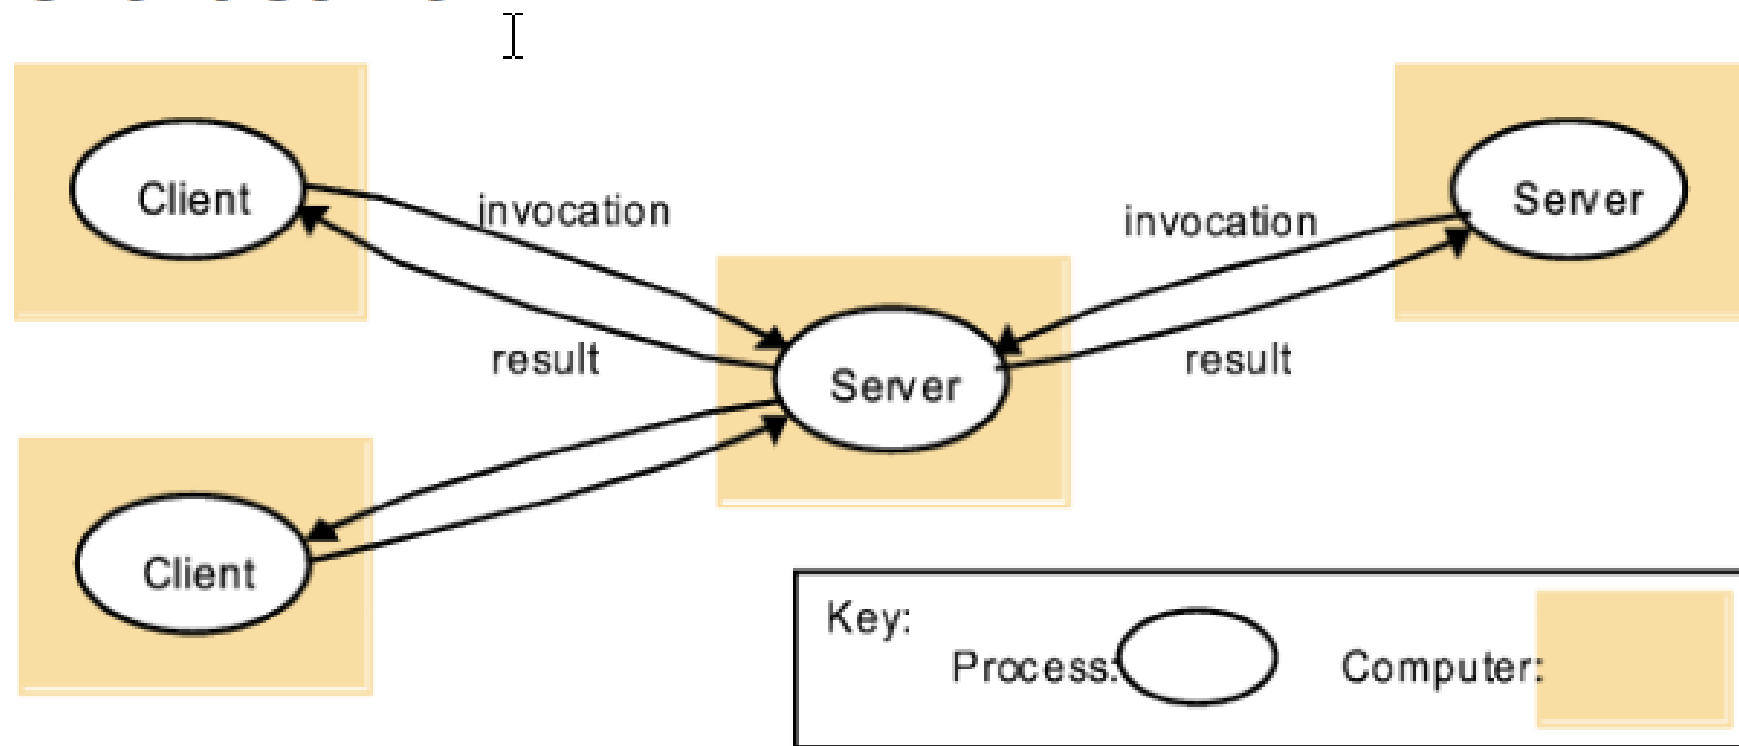 Client
invocation
result
Server
invocation
result
Server
Client
Key:
Process:
Computer: